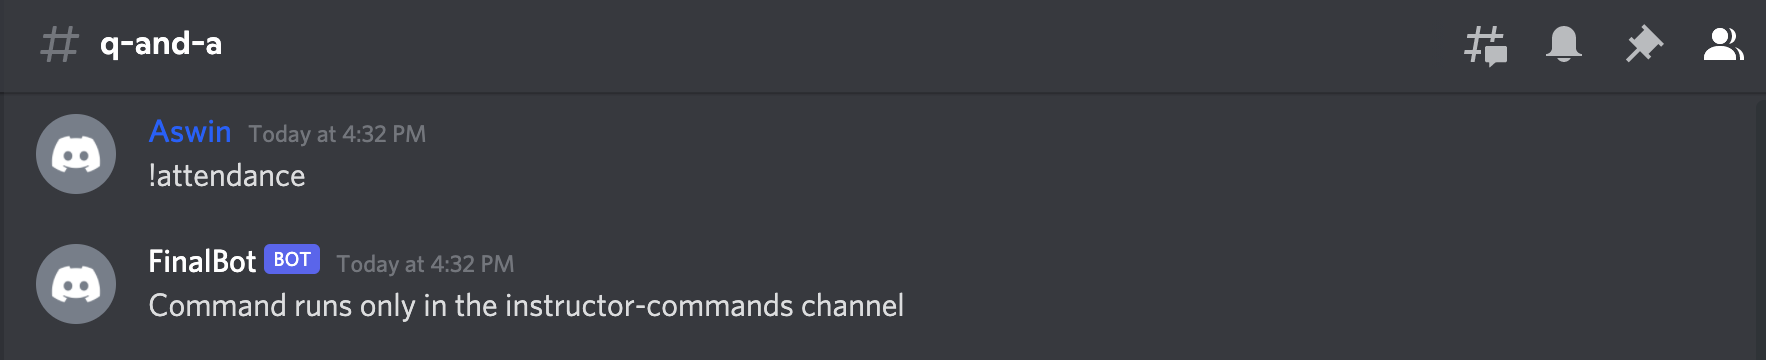 q-and-a
Aswin Today at 4:32 PM
!attendance
FinalBot BOT Today at 4:32 PM
Command runs only in the instructor-commands channel